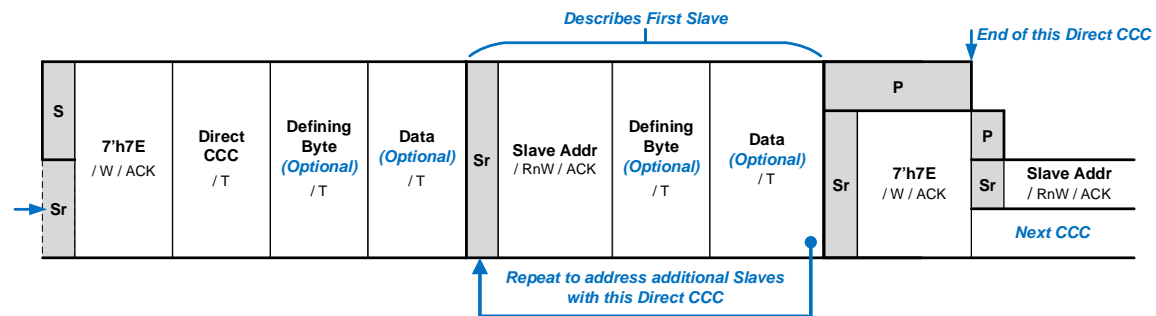 Describes First Slave
End of this Direct CCC
S
Sr
7’h7E
/ W / ACK
Direct
CCC
/ T
Defining
Byte
(Optional)
/ T
Data
(Optional)
/ T
Sr
Slave Addr
/ RnW / ACK
Defining
Byte
(Optional)
/ T
Data
(Optional)
/ T
P
Sr
7’h7E
/ W / ACK
P
Sr
Slave Addr
/ RnW / ACK
Next CCC
Repeat to address additional Slaves
with this Direct CCC